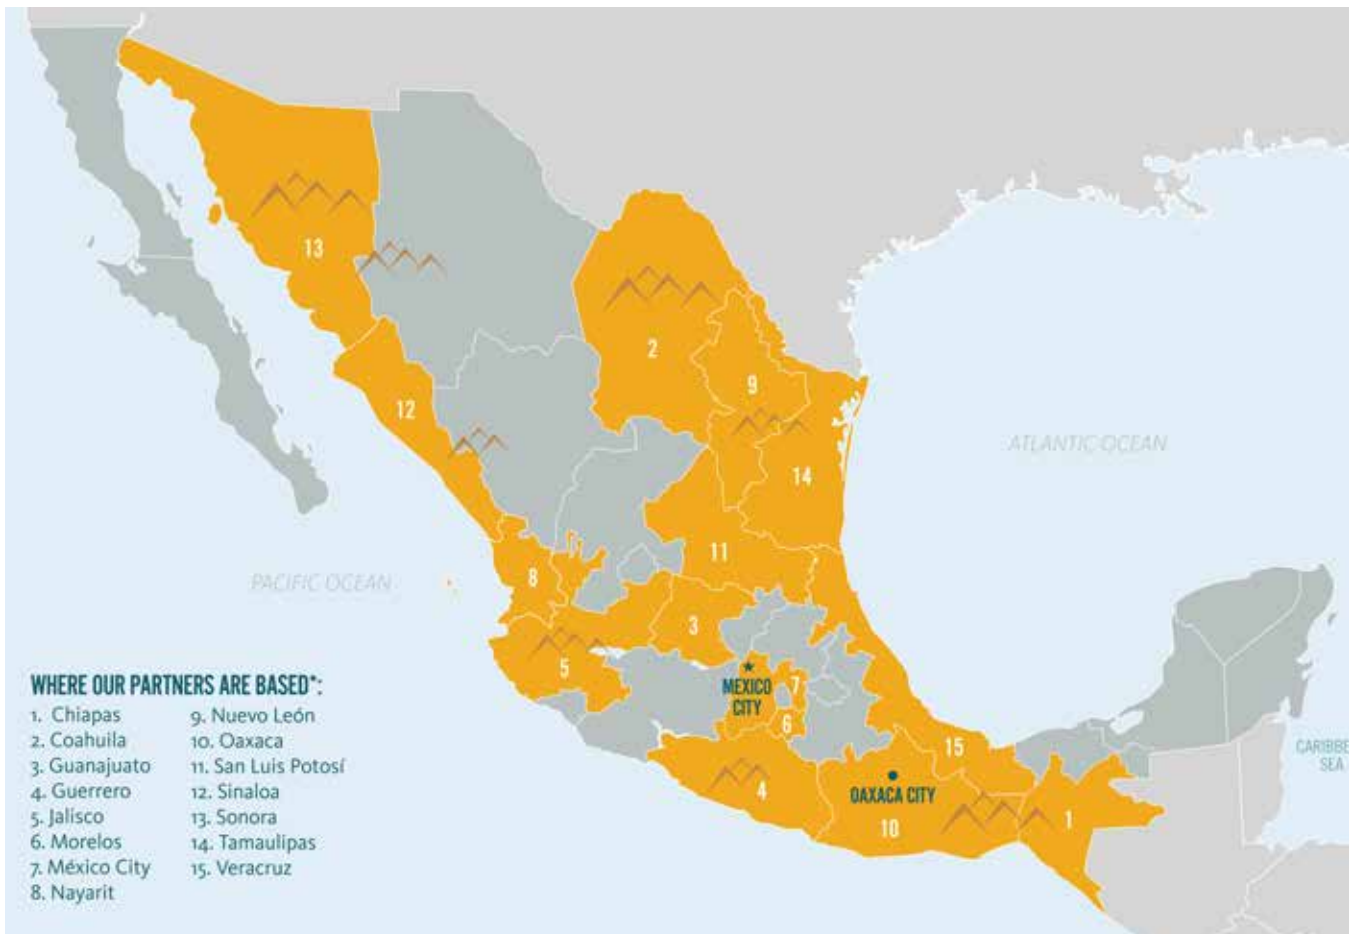 13
2
9
12
14
ATLANTIC OCEAN
11
PACIFIC OCEAN
8
3
5
MEXICO
CITY
7
6
15
CARIBBE
SEA
4
OAXACA CITY
10
1
WHERE OUR PARTNERS ARE BASED*:
1. Chiapas
2. Coahuila
3. Guanajuato
4. Guerrero
5. Jalisco
6. Morelos
7. México City
8. Nayarit
9. Nuevo León
10. Oaxaca
11. San Luis Potosí
12. Sinaloa
13. Sonora
14. Tamaulipas
15. Veracruz